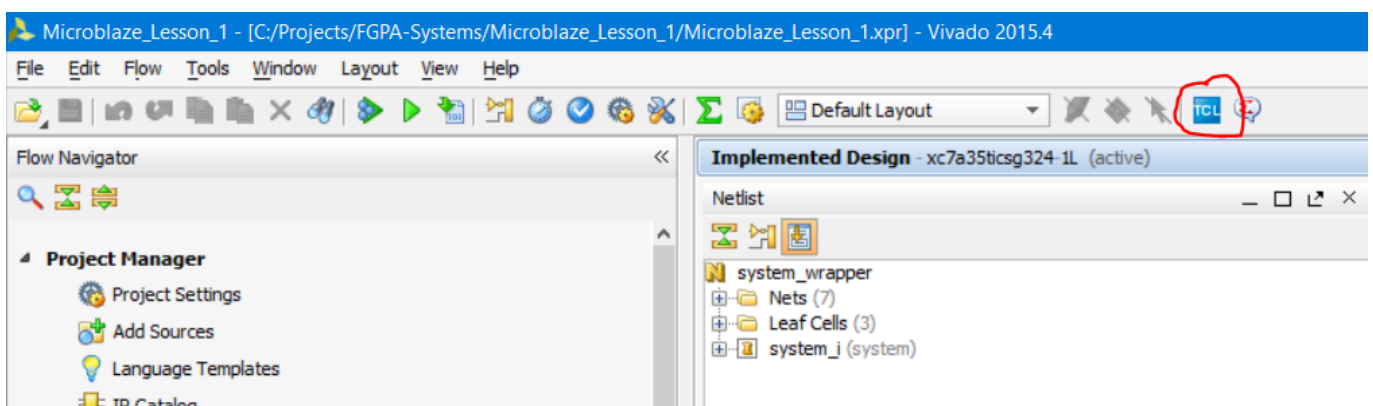 Microblaze_Lesson_1 - [C:/Projects/FGPA-Systems/Microblaze_Lesson_1/Microblaze_Lesson_1.xpr] - Vivado 2015.4
File Edit Flow Tools Window Layout View Help
Default Layout
TCL
Flow Navigator
Project Manager
Project Settings
Add Sources
Language Templates
IP Catalog
Implemented Design - xc7a35ticsg324-1L (active)
Netlist
system_wrapper
Nets (7)
Leaf Cells (3)
system_i (system)